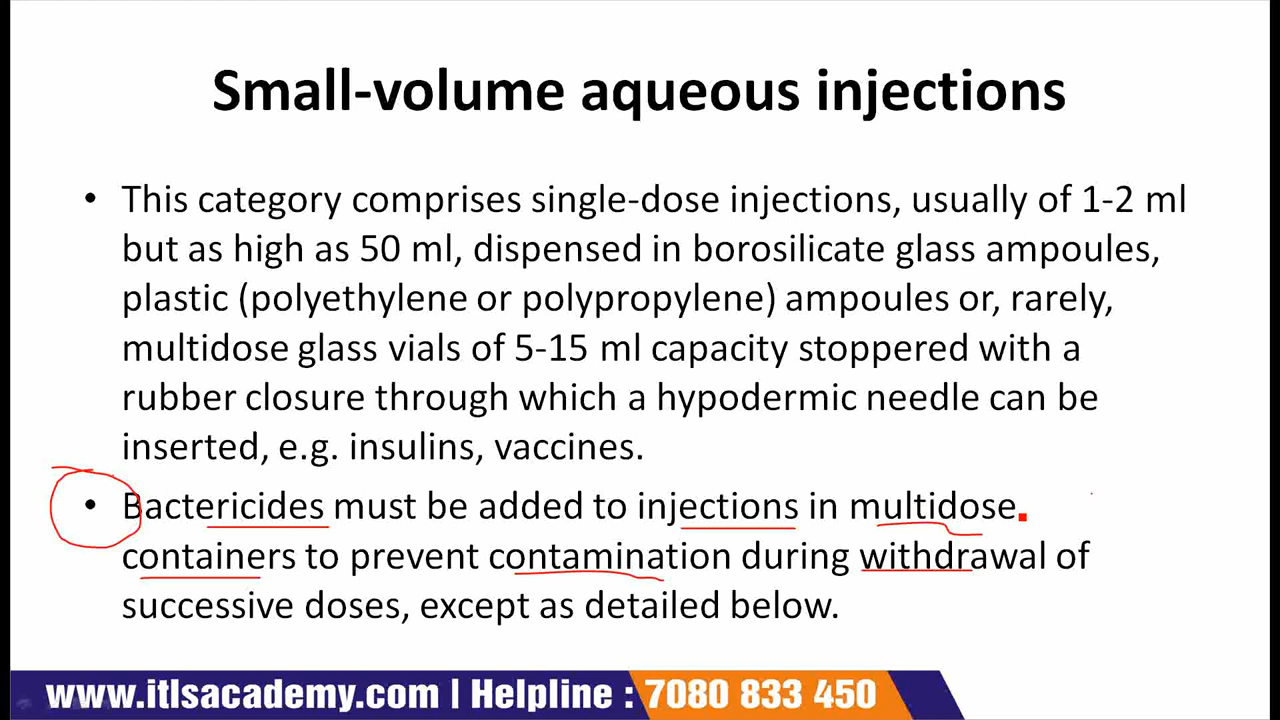 Small-volume aqueous injections
• This category comprises single-dose injections, usually of 1-2 ml
but as high as 50 ml, dispensed in borosilicate glass ampoules,
plastic (polyethylene or polypropylene) ampoules or, rarely,
multidose glass vials of 5-15 ml capacity stoppered with a
rubber closure through which a hypodermic needle can be
inserted, e.g. insulins, vaccines.
• Bactericides must be added to injections in multidose
containers to prevent contamination during withdrawal of
successive doses, except as detailed below.
www.itlsacademy.com | Helpline : 7080 833 450